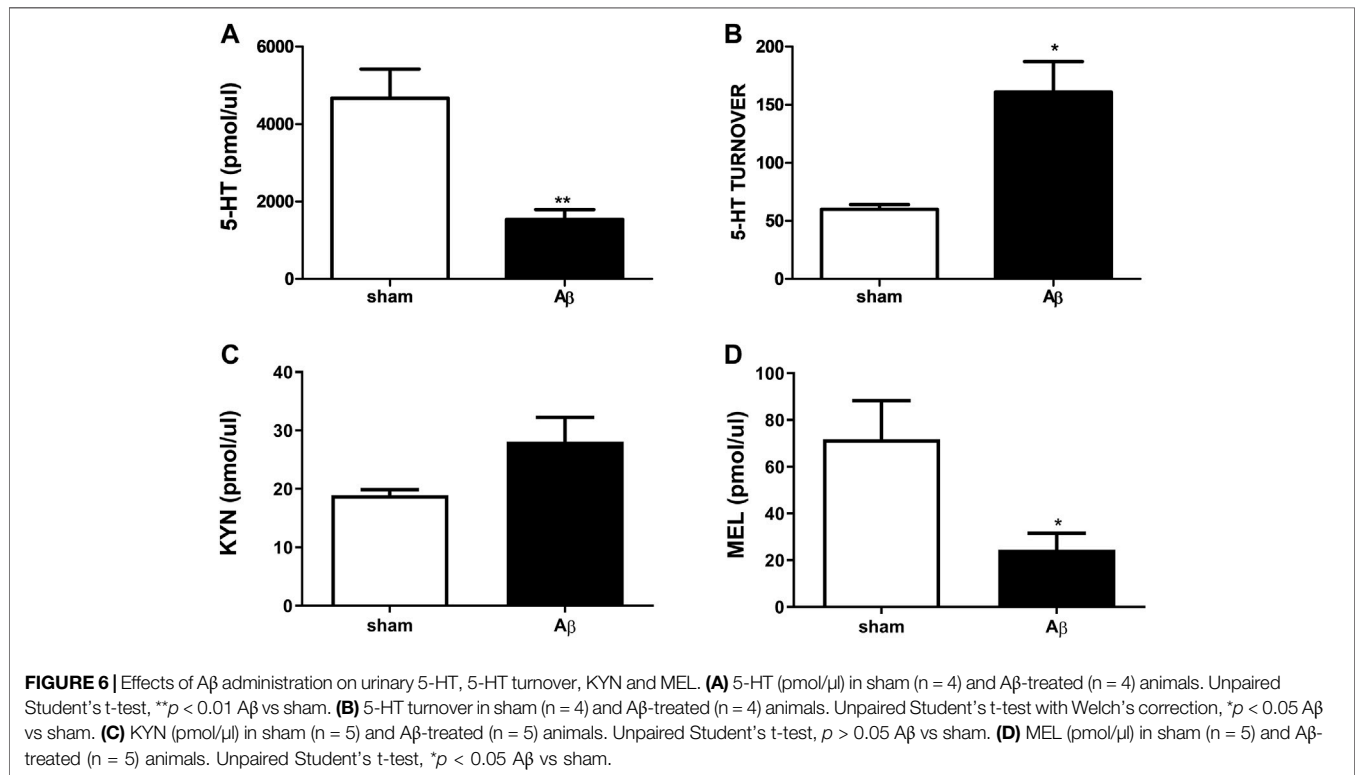 A
6000
4000
2000
0
5-HT (pmol/ul)
**
sham
Aβ
B
200
150
100
50
0
5-HT TURNOVER
*
sham
Aβ
C
40
30
20
10
0
KYN (pmol/ul)
sham
Aβ
D
100
80
60
40
20
0
MEL (pmol/ul)
*
sham
Aβ
FIGURE 6 | Effects of Aβ administration on urinary 5-HT, 5-HT turnover, KYN and MEL. (A) 5-HT (pmol/µl) in sham (n = 4) and Aβ-treated (n = 4) animals. Unpaired
Student's t-test, **p < 0.01 Aβ vs sham. (B) 5-HT turnover in sham (n = 4) and Aβ-treated (n = 4) animals. Unpaired Student's t-test with Welch's correction, *p < 0.05 Aβ
vs sham. (C) KYN (pmol/µl) in sham (n = 5) and Aβ-treated (n = 5) animals. Unpaired Student's t-test, p > 0.05 Aβ vs sham. (D) MEL (pmol/µl) in sham (n = 5) and Aβ-
treated (n = 5) animals. Unpaired Student's t-test, *p < 0.05 Aβ vs sham.